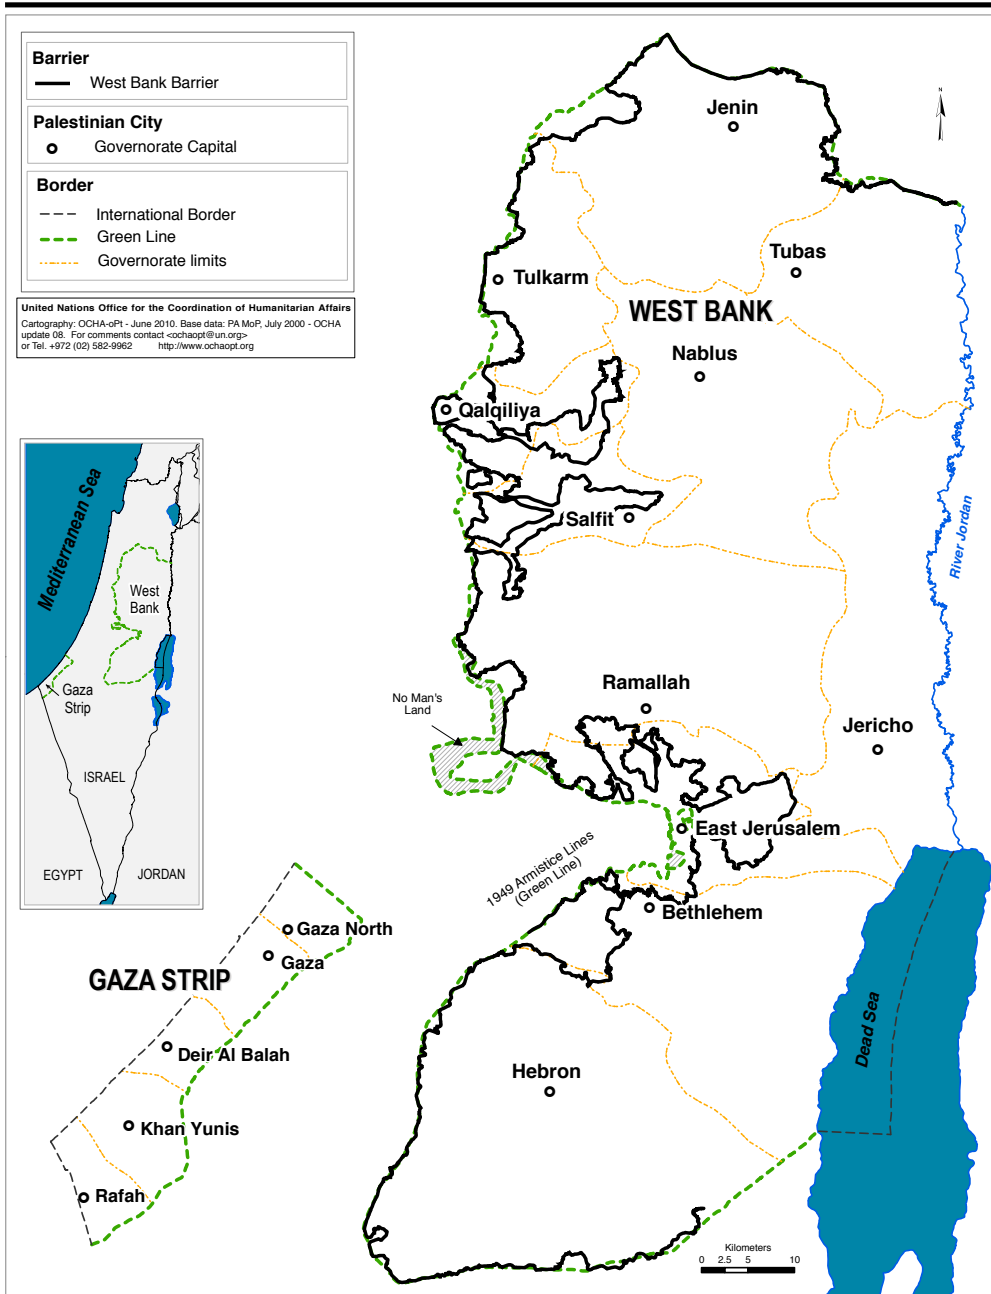 Barrier
West Bank Barrier
Palestinian City
Governorate Capital
Border
International Border
Green Line
Governorate limits
United Nations Office for the Coordination of Humanitarian Affairs
Cartography: OCHA-oPt - June 2010. Base data: PA MoP, July 2000 - OCHA
update 08. For comments contact <ochaopt@un.org>
or Tel. +972 (02) 582-9962 http://www.ochaopt.org
N
Jenin
Tubas
Tulkarm
WEST BANK
Nablus
Qalqiliya
Salfit
River Jordan
Mediterranean Sea
West
Bank
Gaza
Strip
ISRAEL
EGYPT
JORDAN
No Man's
Land
Ramallah
Jericho
East Jerusalem
1949 Armistice Lines
(Green Line)
Bethlehem
Gaza North
Gaza
GAZA STRIP
Deir Al Balah
Khan Yunis
Rafah
Hebron
Dead Sea
Kilometers
0 2.5 5 10